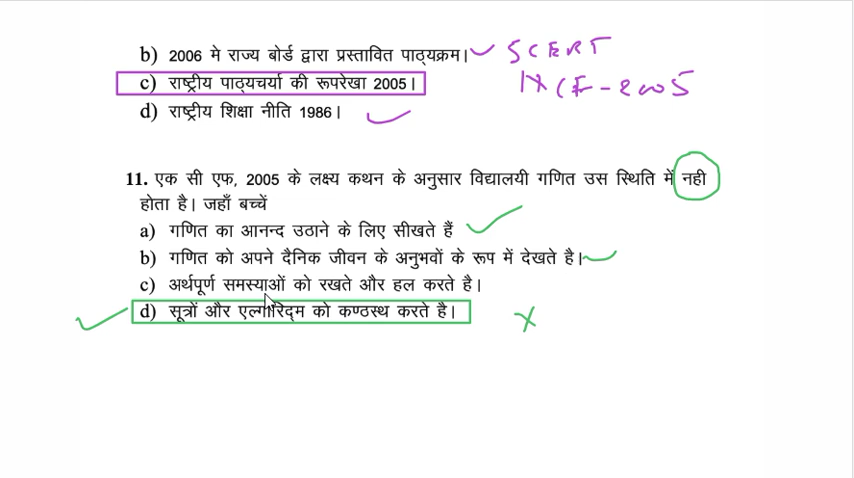 b) 2006 मे राज्य बोर्ड द्वारा प्रस्तावित पाठ्यक्रम। SCERT
c) राष्ट्रीय पाठ्यचर्या की रूपरेखा 2005। NCF-2005
d) राष्ट्रीय शिक्षा नीति 1986।
11. एक सी एफ, 2005 के लक्ष्य कथन के अनुसार विद्यालयी गणित उस स्थिति में नही
होता है। जहाँ बच्चें
a) गणित का आनन्द उठाने के लिए सीखते हैं
b) गणित को अपने दैनिक जीवन के अनुभवों के रूप में देखते है।
c) अर्थपूर्ण समस्याओं को रखते और हल करते है।
d) सूत्रों और एल्गोरिद्म को कण्ठस्थ करते है।